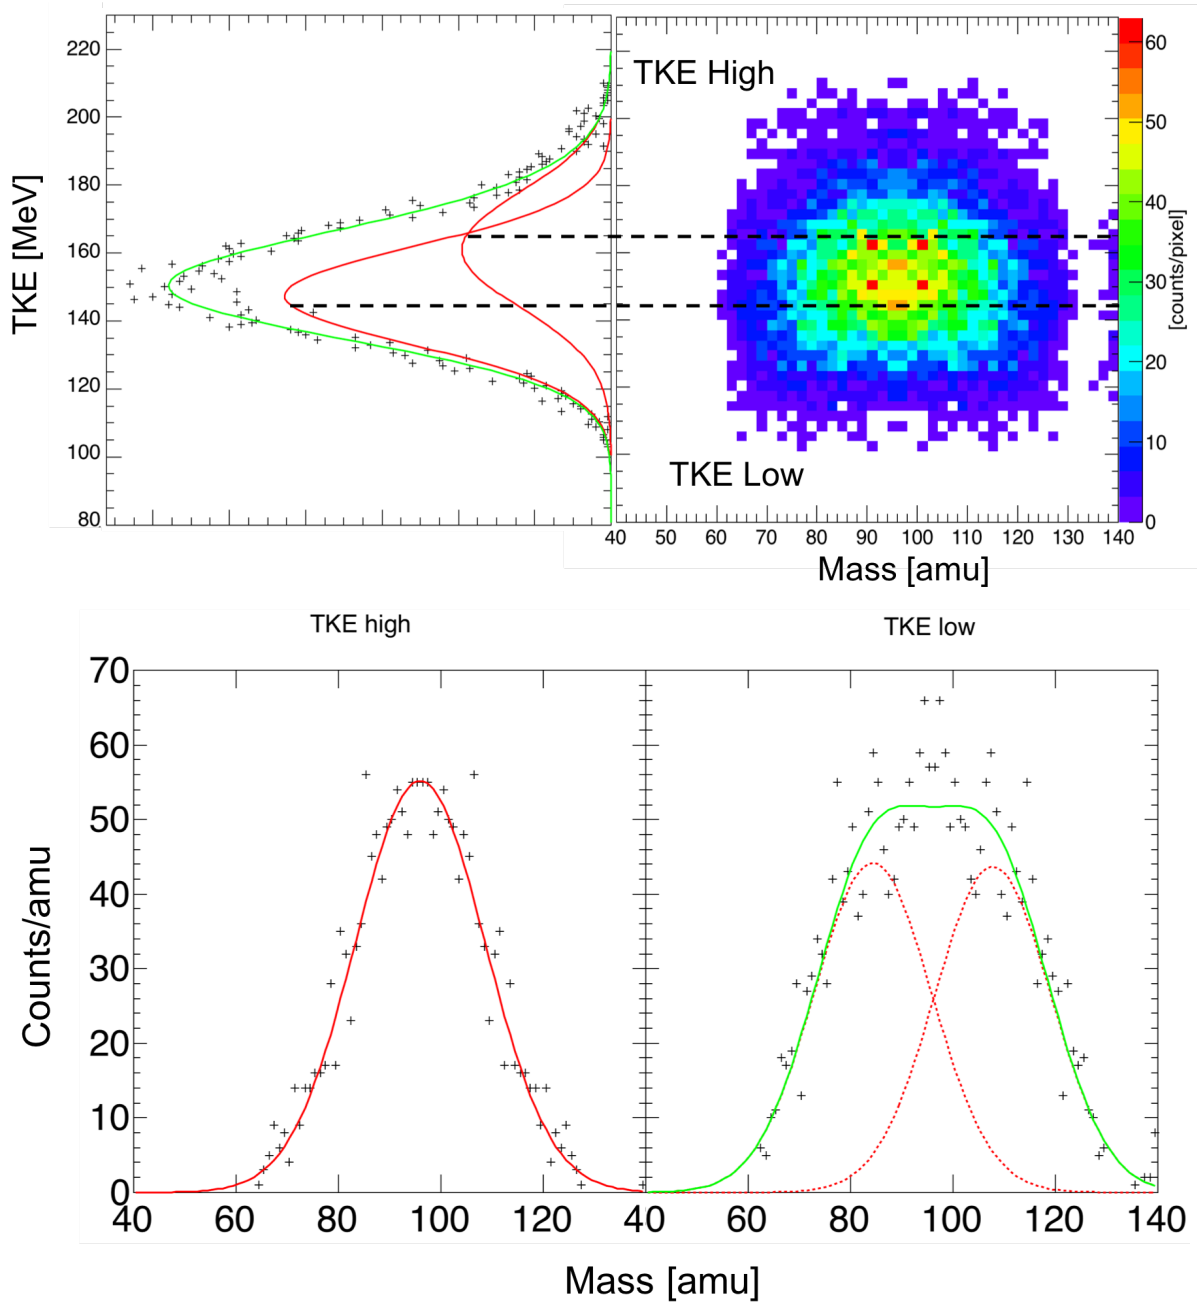 TKE [MeV]
220
200
180
160
140
120
100
80
TKE High
TKE Low
40 50 60 70 80 90 100 110 120 130 140
Mass [amu]
60
50
40
30
20
10
0
[counts/pixel]
TKE high
TKE low
Counts/amu
70
60
50
40
30
20
10
0
40 60 80 100 120 40 60 80 100 120 140
Mass [amu]